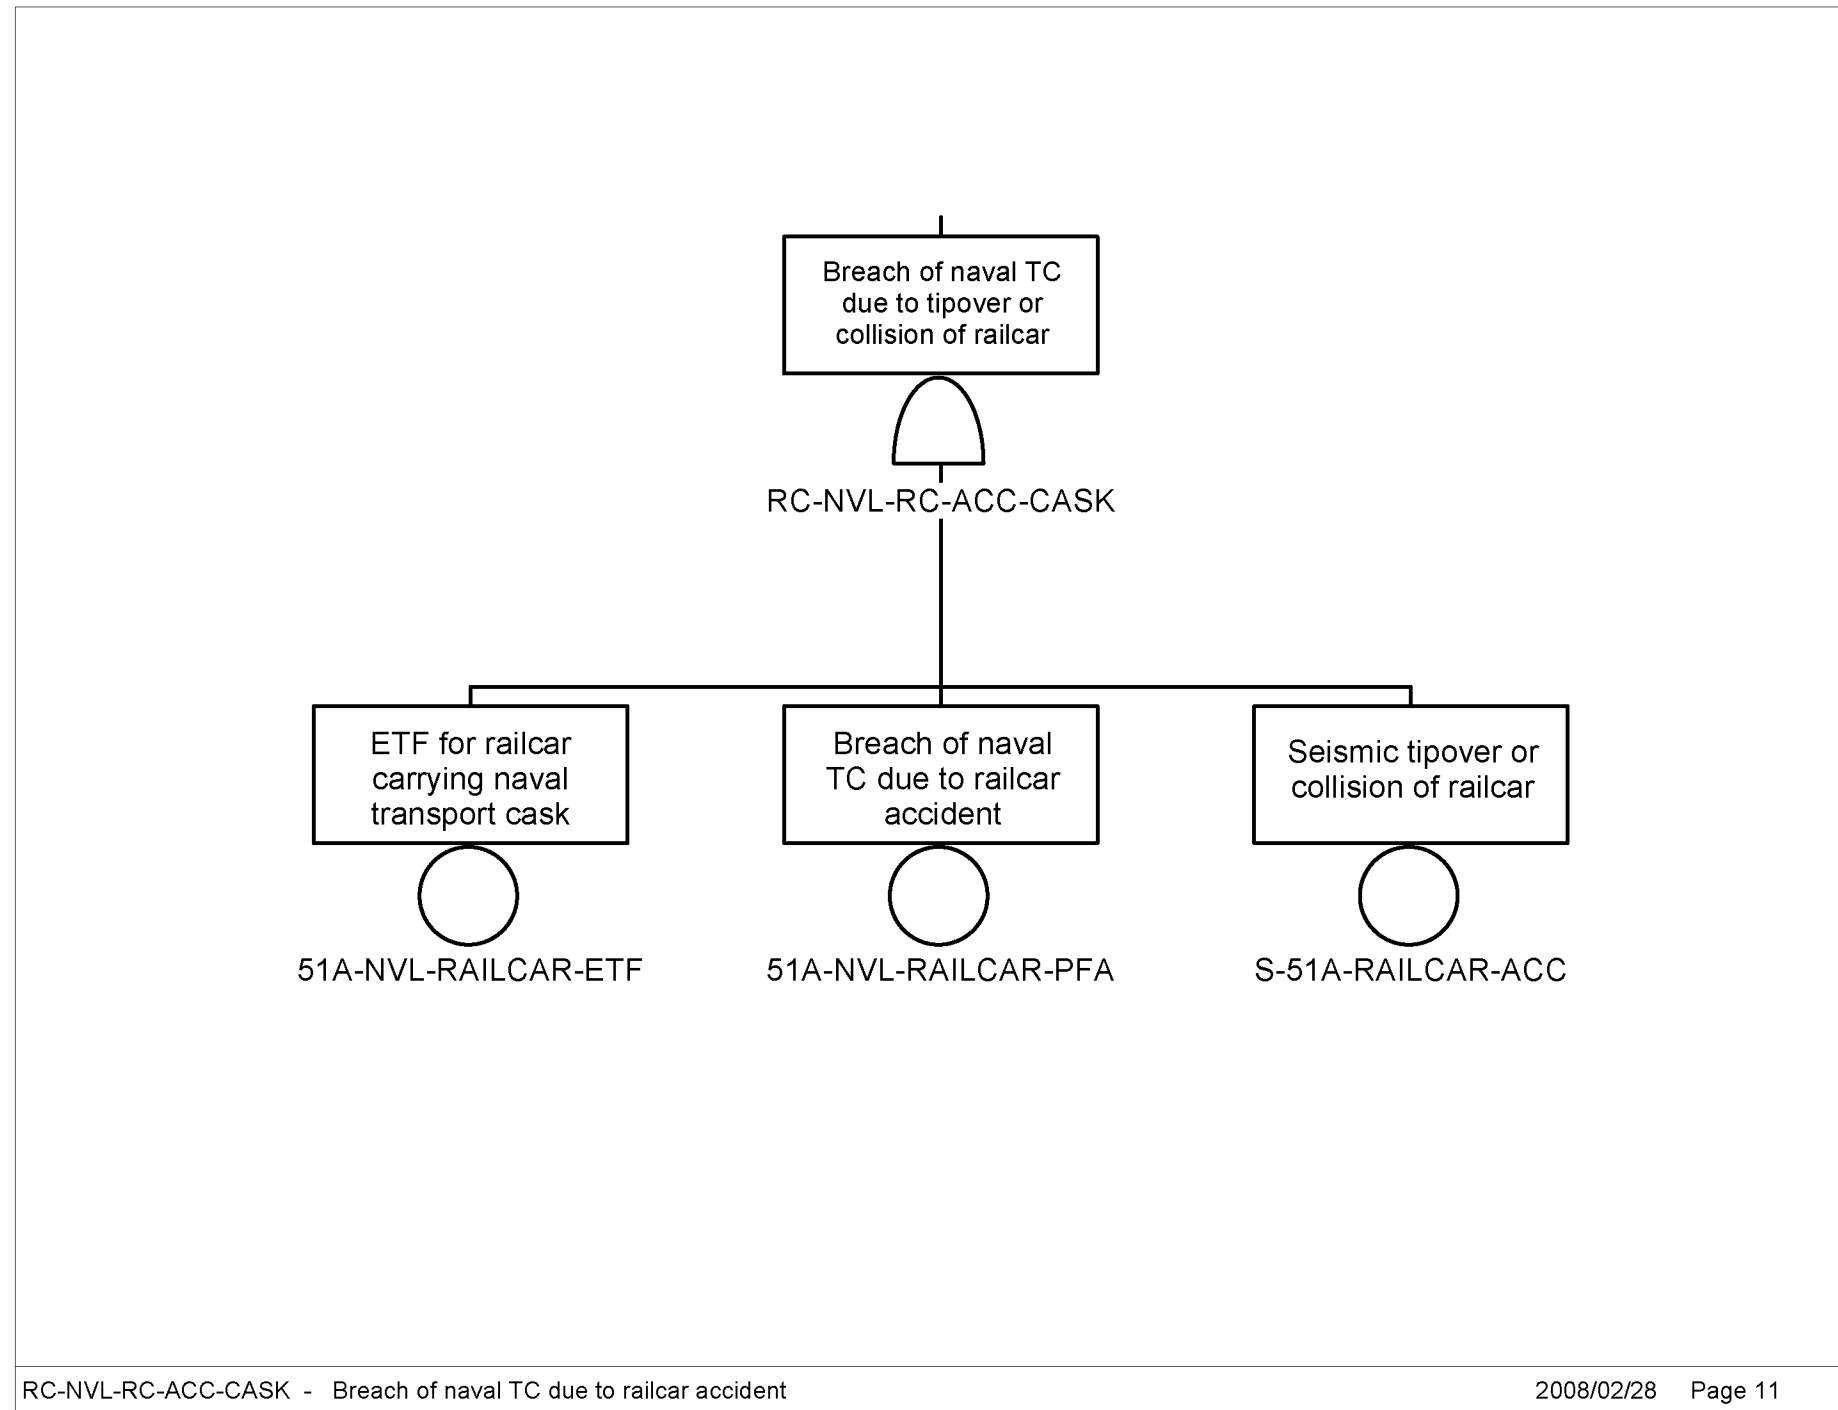 Breach of naval TC
due to tipover or
collision of railcar
RC-NVL-RC-ACC-CASK
ETF for railcar
carrying naval
transport cask
51A-NVL-RAILCAR-ETF
Breach of naval
TC due to railcar
accident
51A-NVL-RAILCAR-PFA
Seismic tipover or
collision of railcar
S-51A-RAILCAR-ACC
RC-NVL-RC-ACC-CASK - Breach of naval TC due to railcar accident 2008/02/28 Page 11